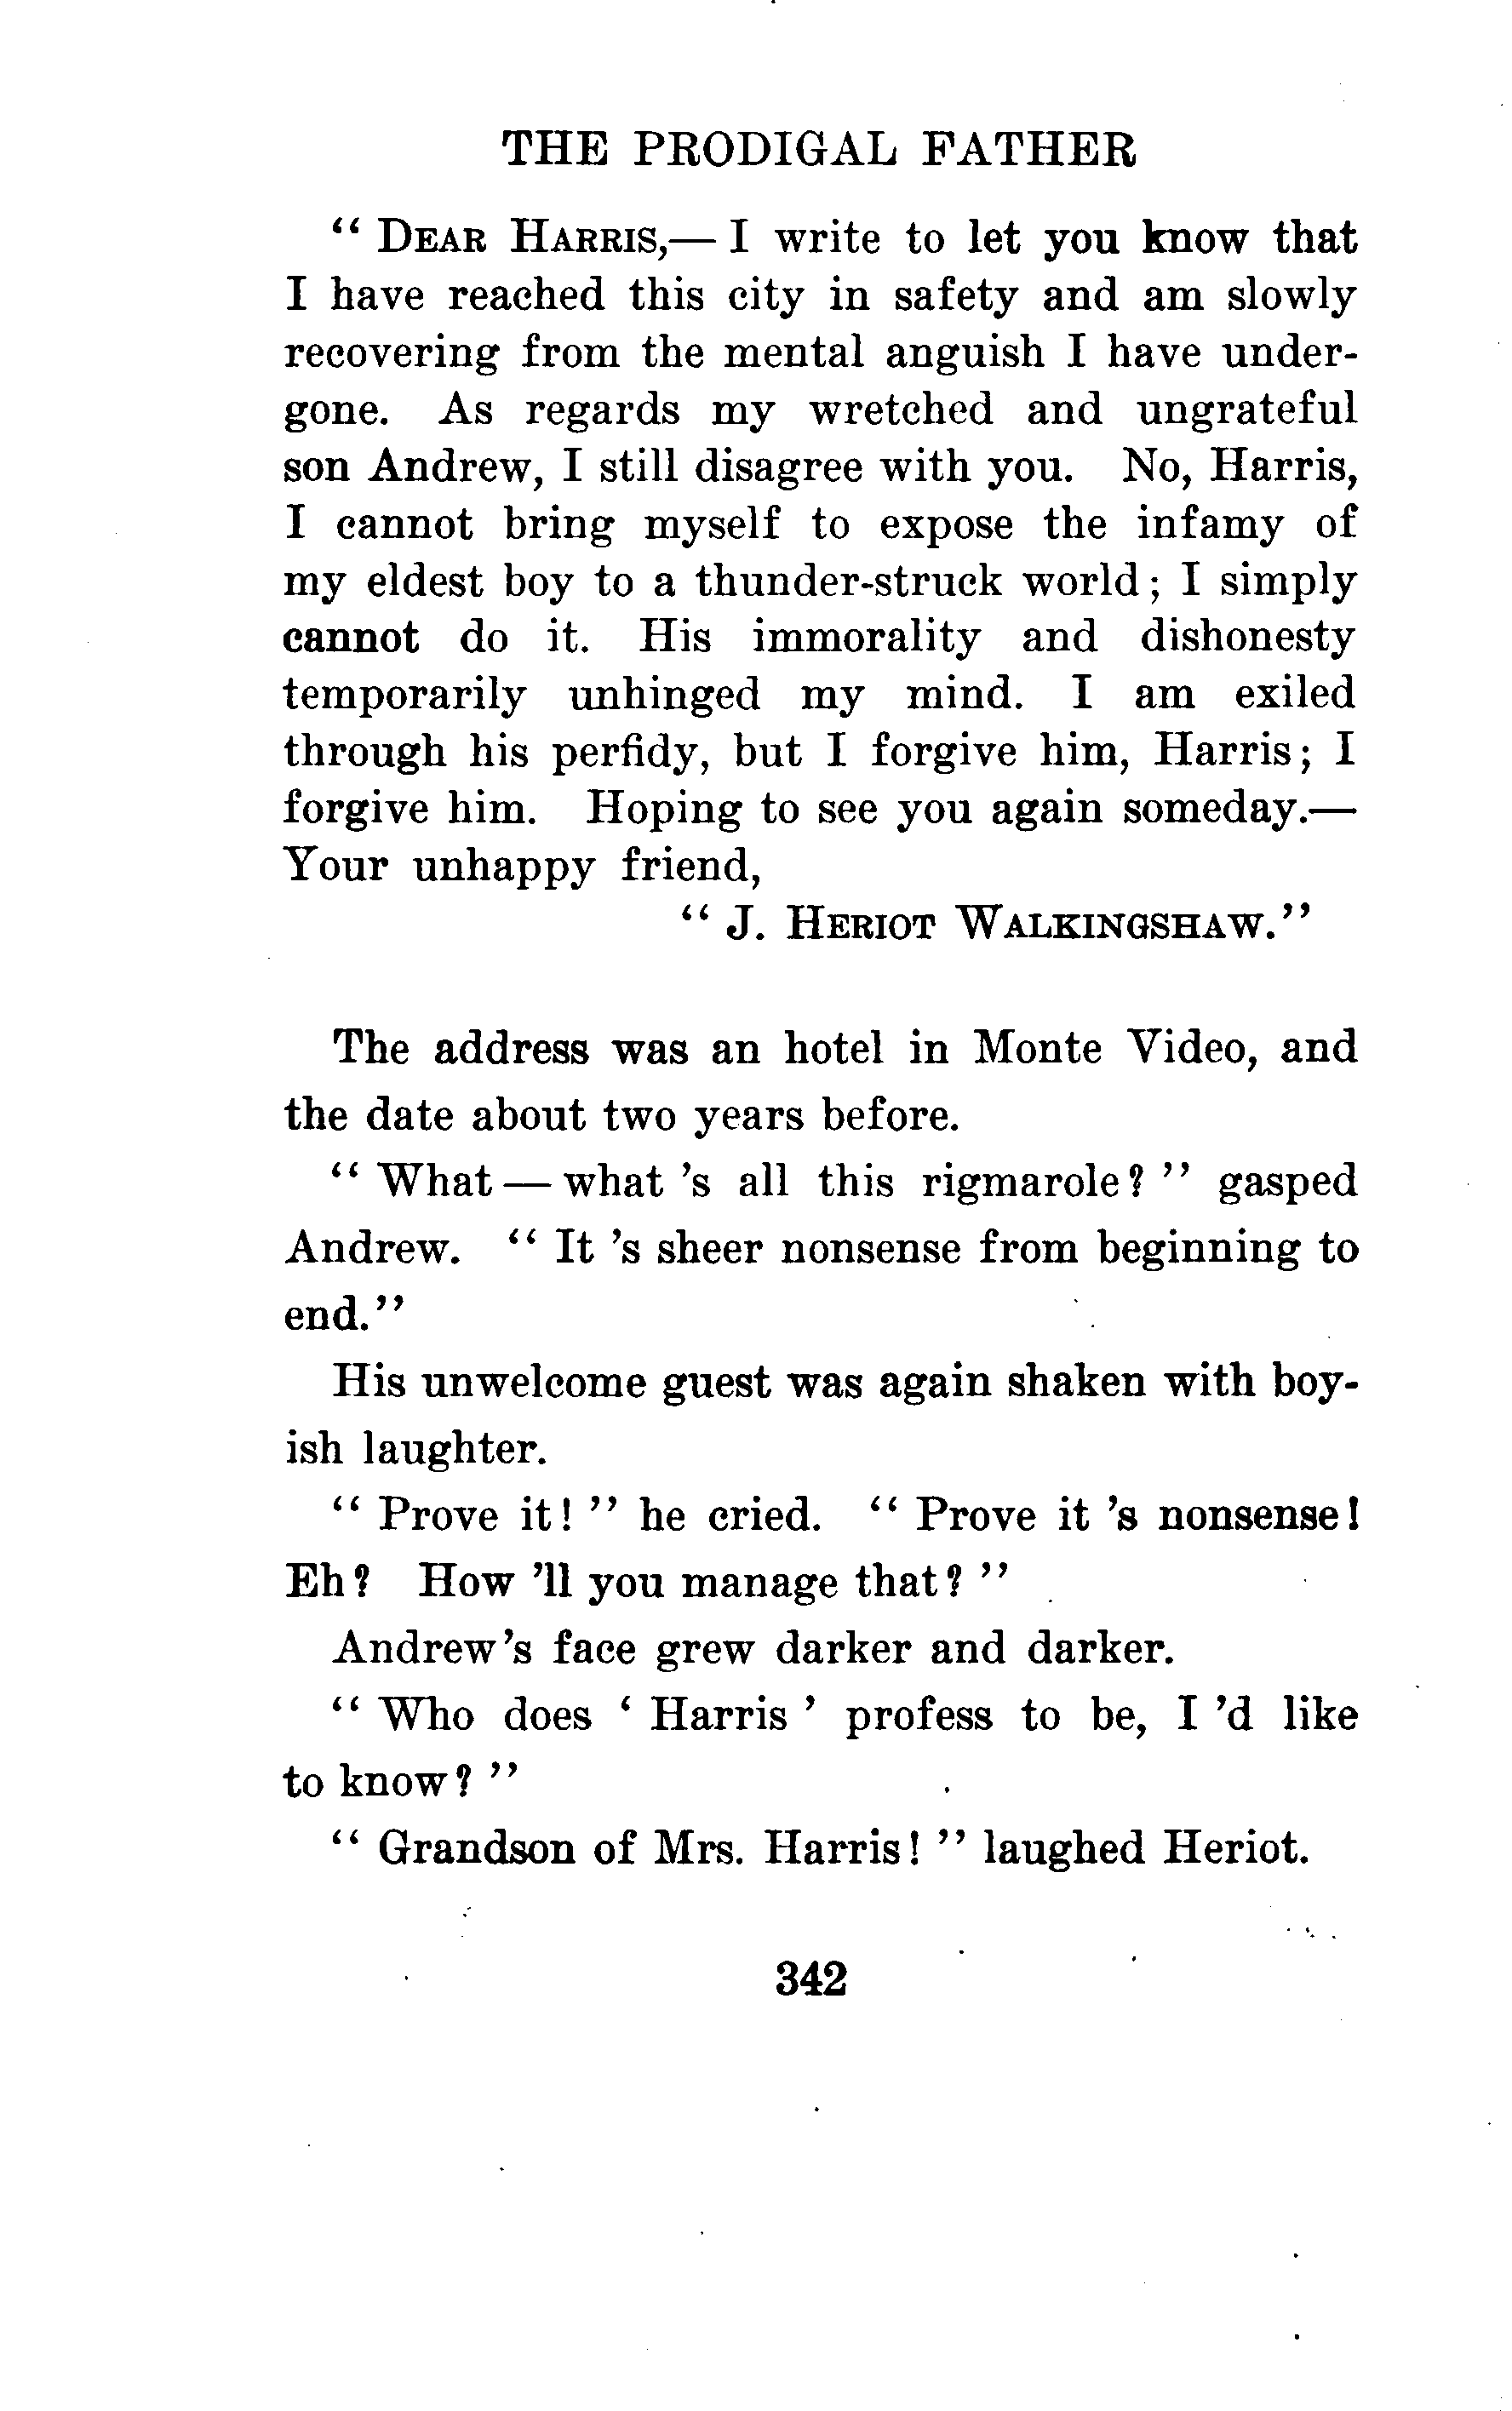 THE PRODIGAL FATHER
“ Dear Harris,— I write to let you know that
I have reached this city in safety and am slowly
recovering from the mental anguish I have under-
gone. As regards my wretched and ungrateful
son Andrew, I still disagree with you. No, Harris,
I cannot bring myself to expose the infamy of
my eldest boy to a thunder-struck world; I simply
cannot do it. His immorality and dishonesty
temporarily unhinged my mind. I am exiled
through his perfidy, but I forgive him, Harris; I
forgive him. Hoping to see you again someday.—
Your unhappy friend,
“ J. Heriot Walkingshaw.”
The address was an hotel in Monte Video, and
the date about two years before.
“ What — what 's all this rigmarole? ” gasped
Andrew. “ It 's sheer nonsense from beginning to
end.”
His unwelcome guest was again shaken with boy-
ish laughter.
“ Prove it! ” he cried. “ Prove it 's nonsense!
Eh? How 'll you manage that? ”
Andrew's face grew darker and darker.
“ Who does ‘ Harris ’ profess to be, I 'd like
to know? ”
“ Grandson of Mrs. Harris! ” laughed Heriot.
342